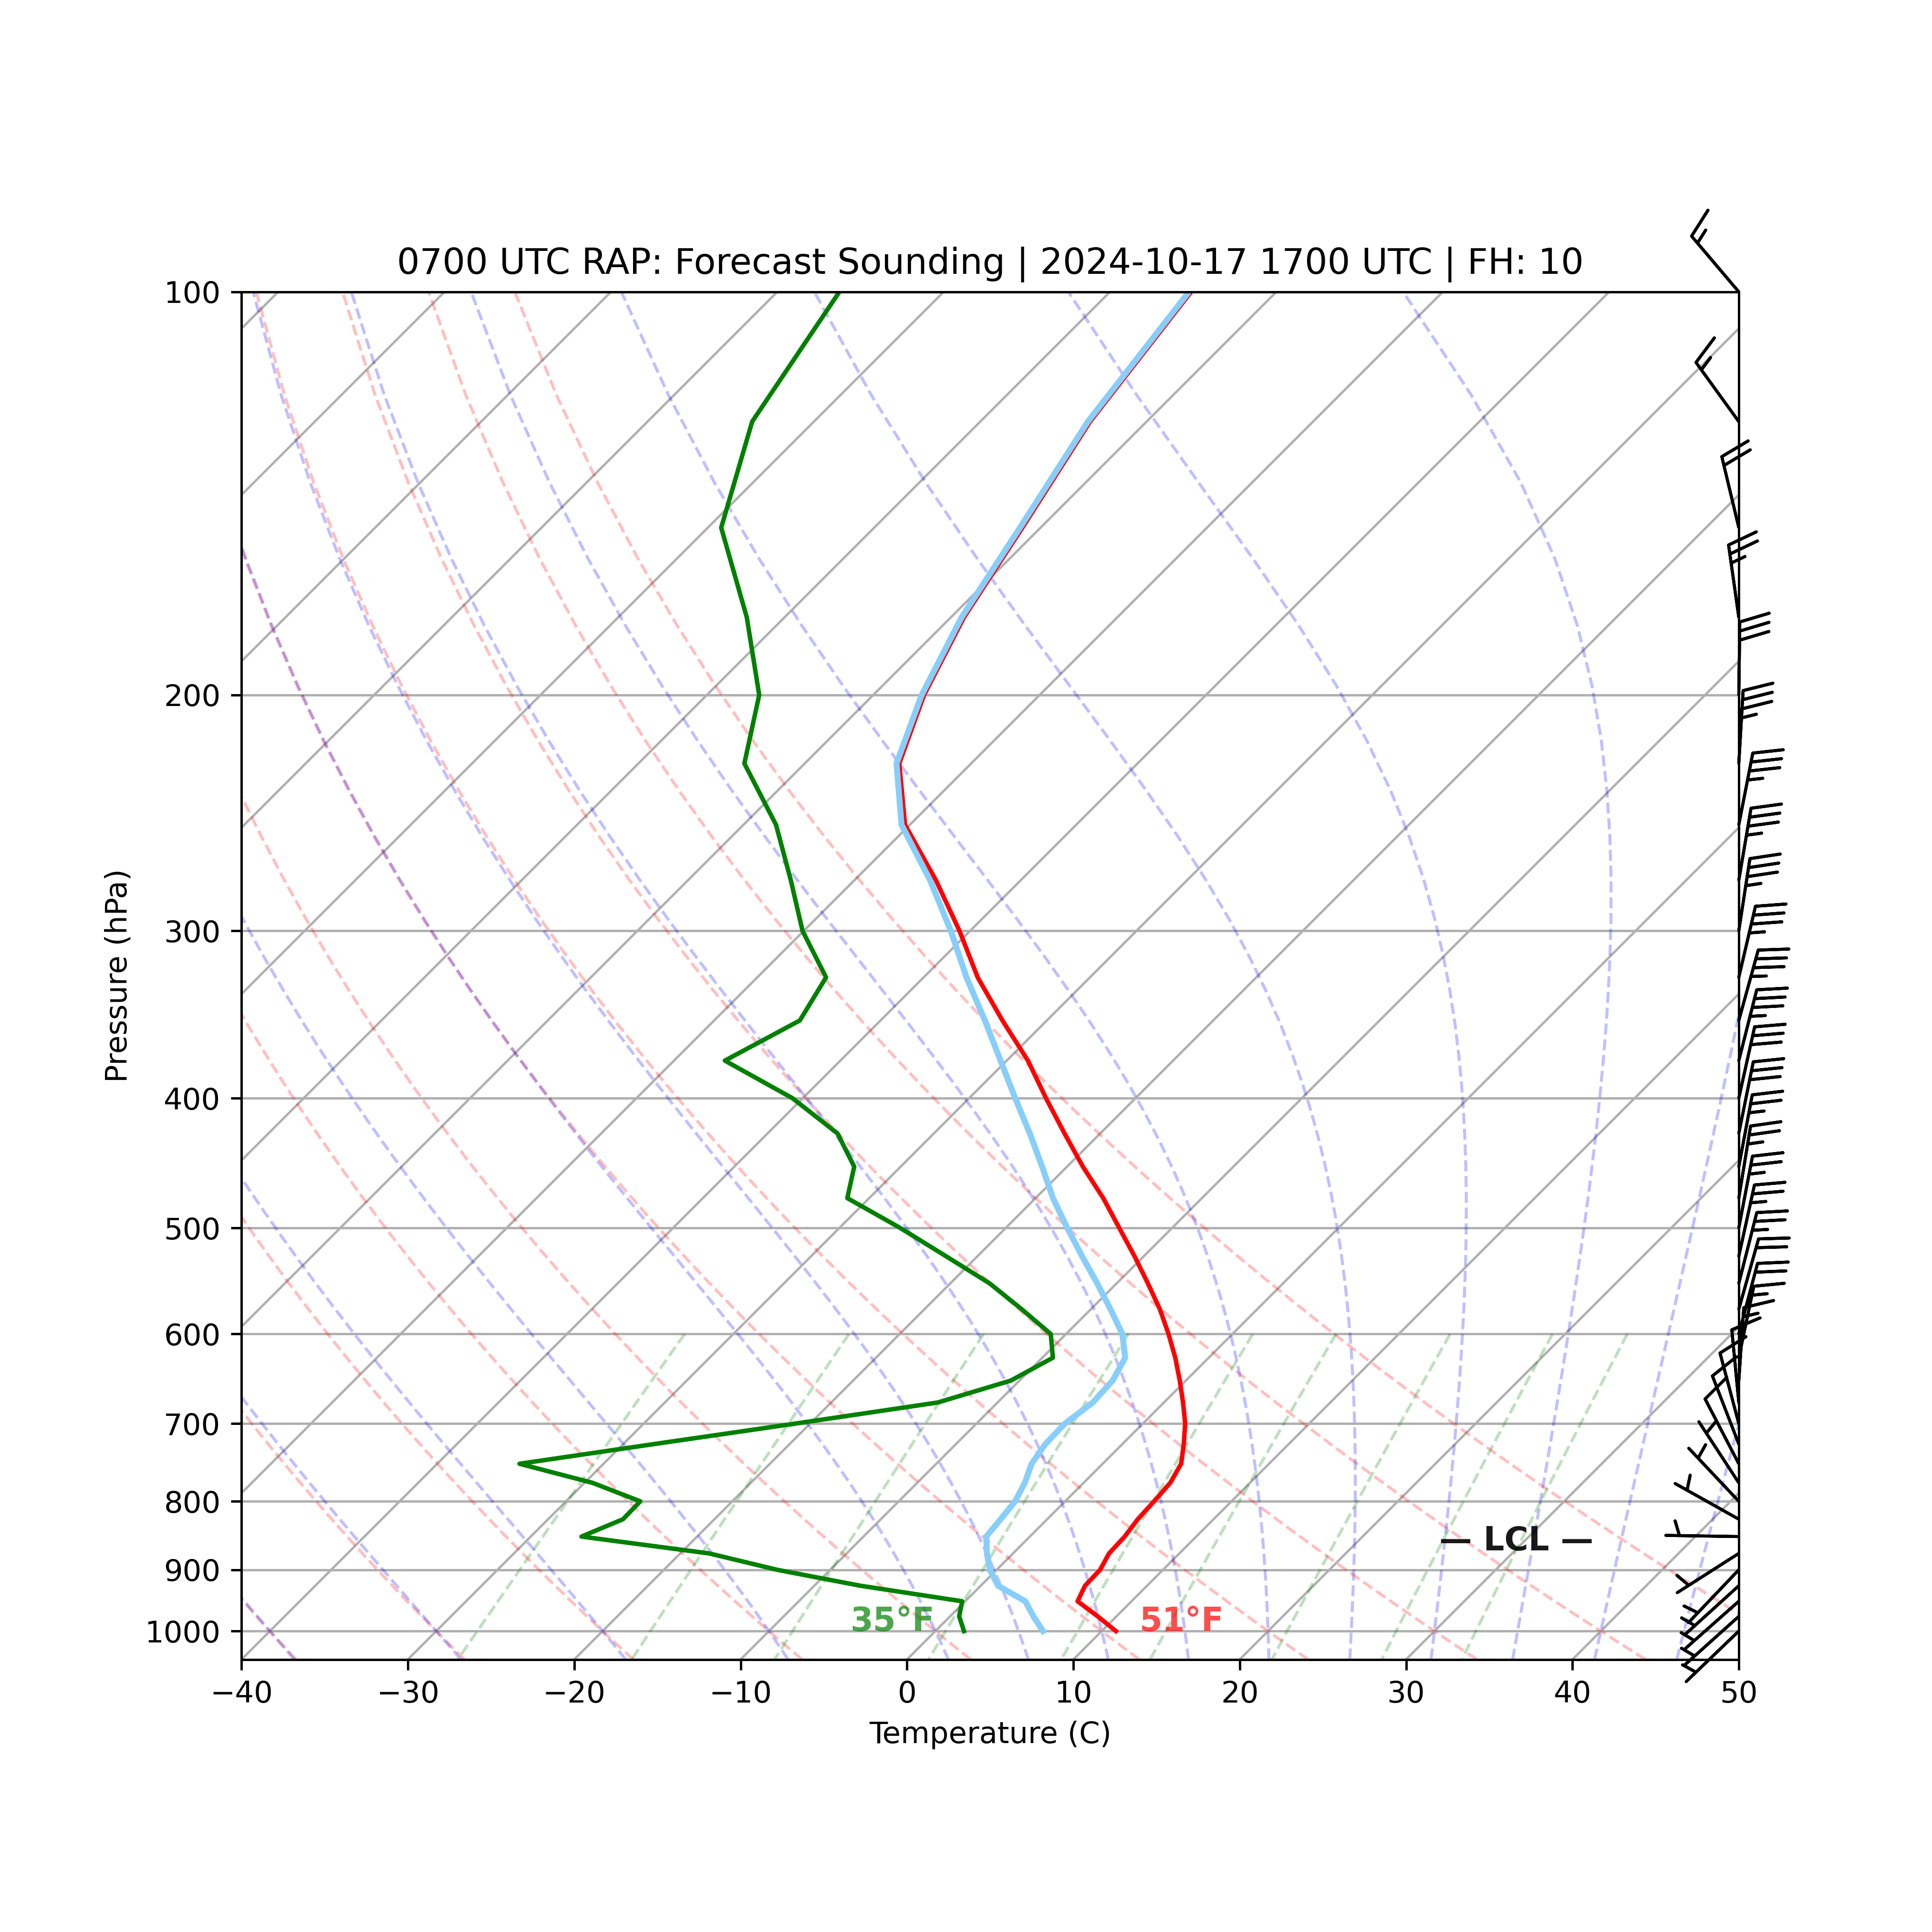 0700 UTC RAP: Forecast Sounding | 2024-10-17 1700 UTC | FH: 10
100
200
300
400
500
600
700
800
900
1000
Pressure (hPa)
— LCL —
35°F
51°F
−40 −30 −20 −10 0 10 20 30 40 50
Temperature (C)